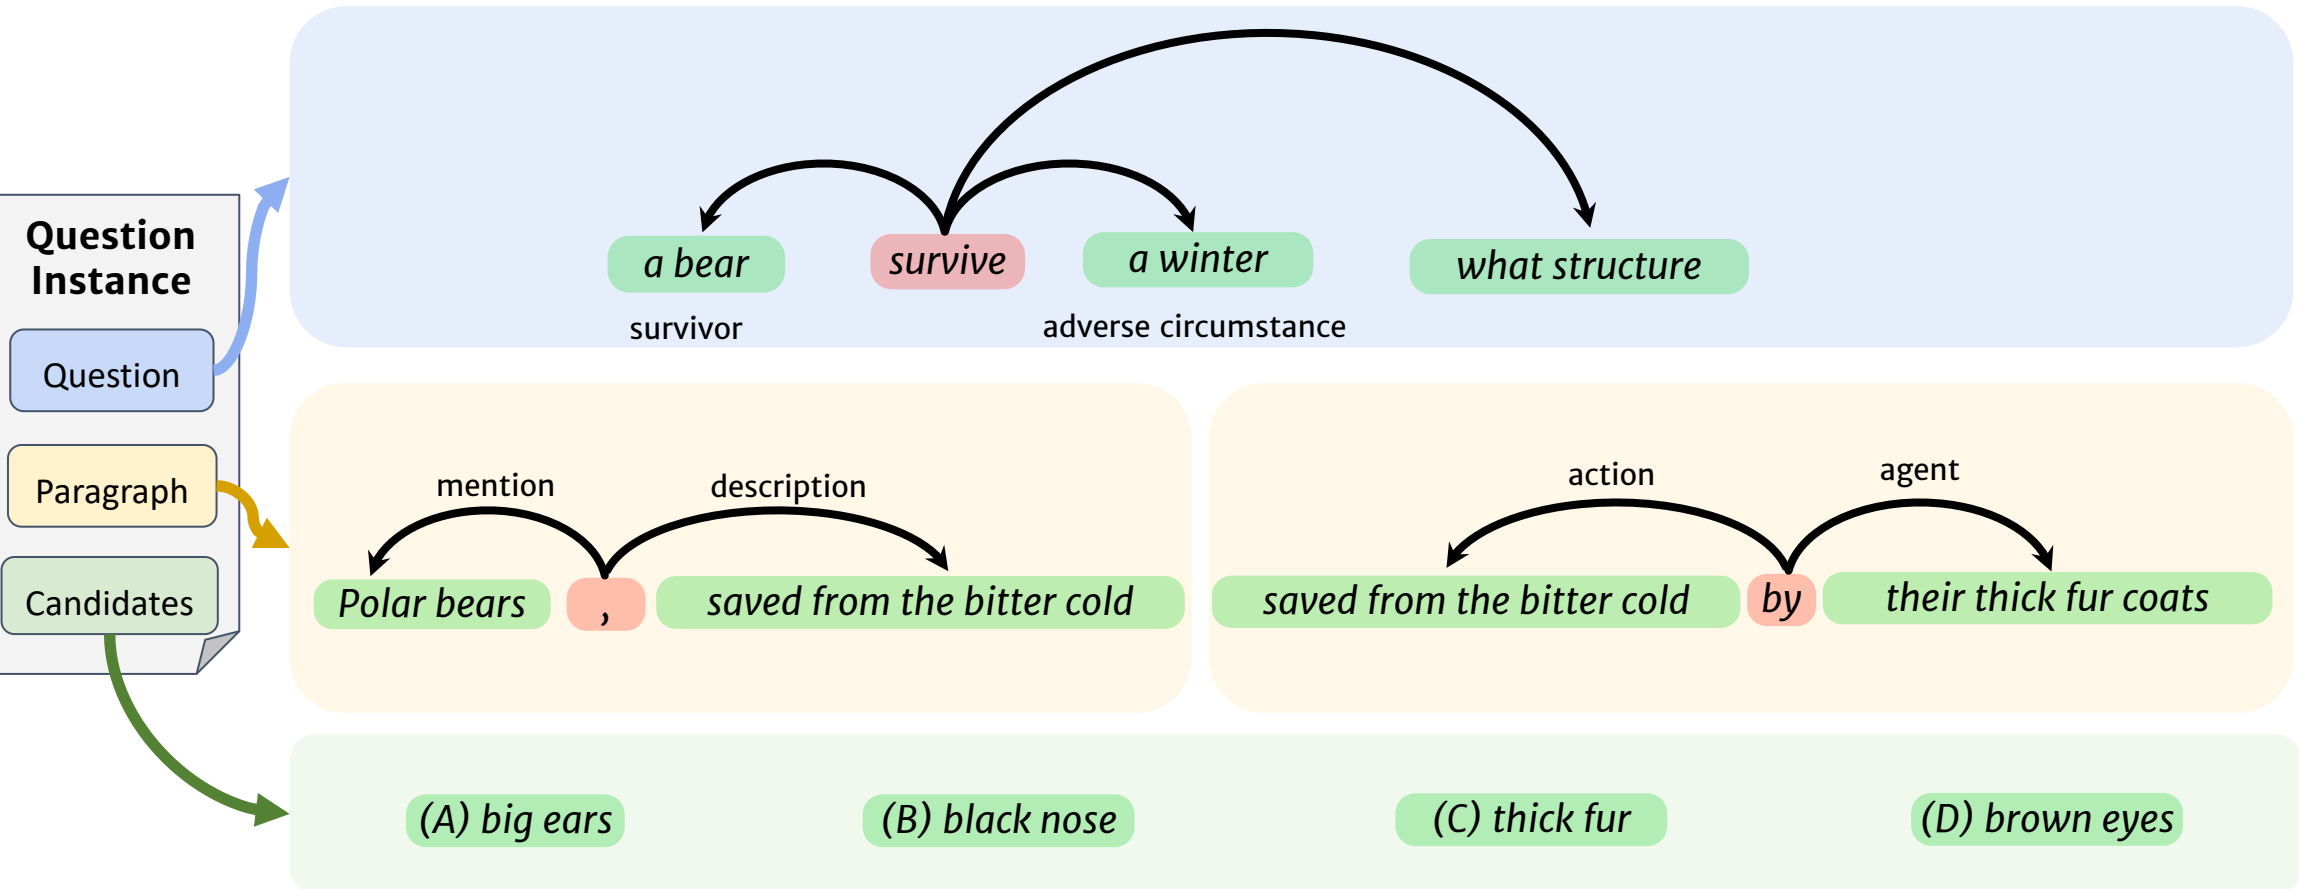 Question
Instance
Question
Paragraph
Candidates
a bear survive a winter what structure
survivor adverse circumstance
mention description
Polar bears , saved from the bitter cold
action agent
saved from the bitter cold by their thick fur coats
(A) big ears (B) black nose (C) thick fur (D) brown eyes